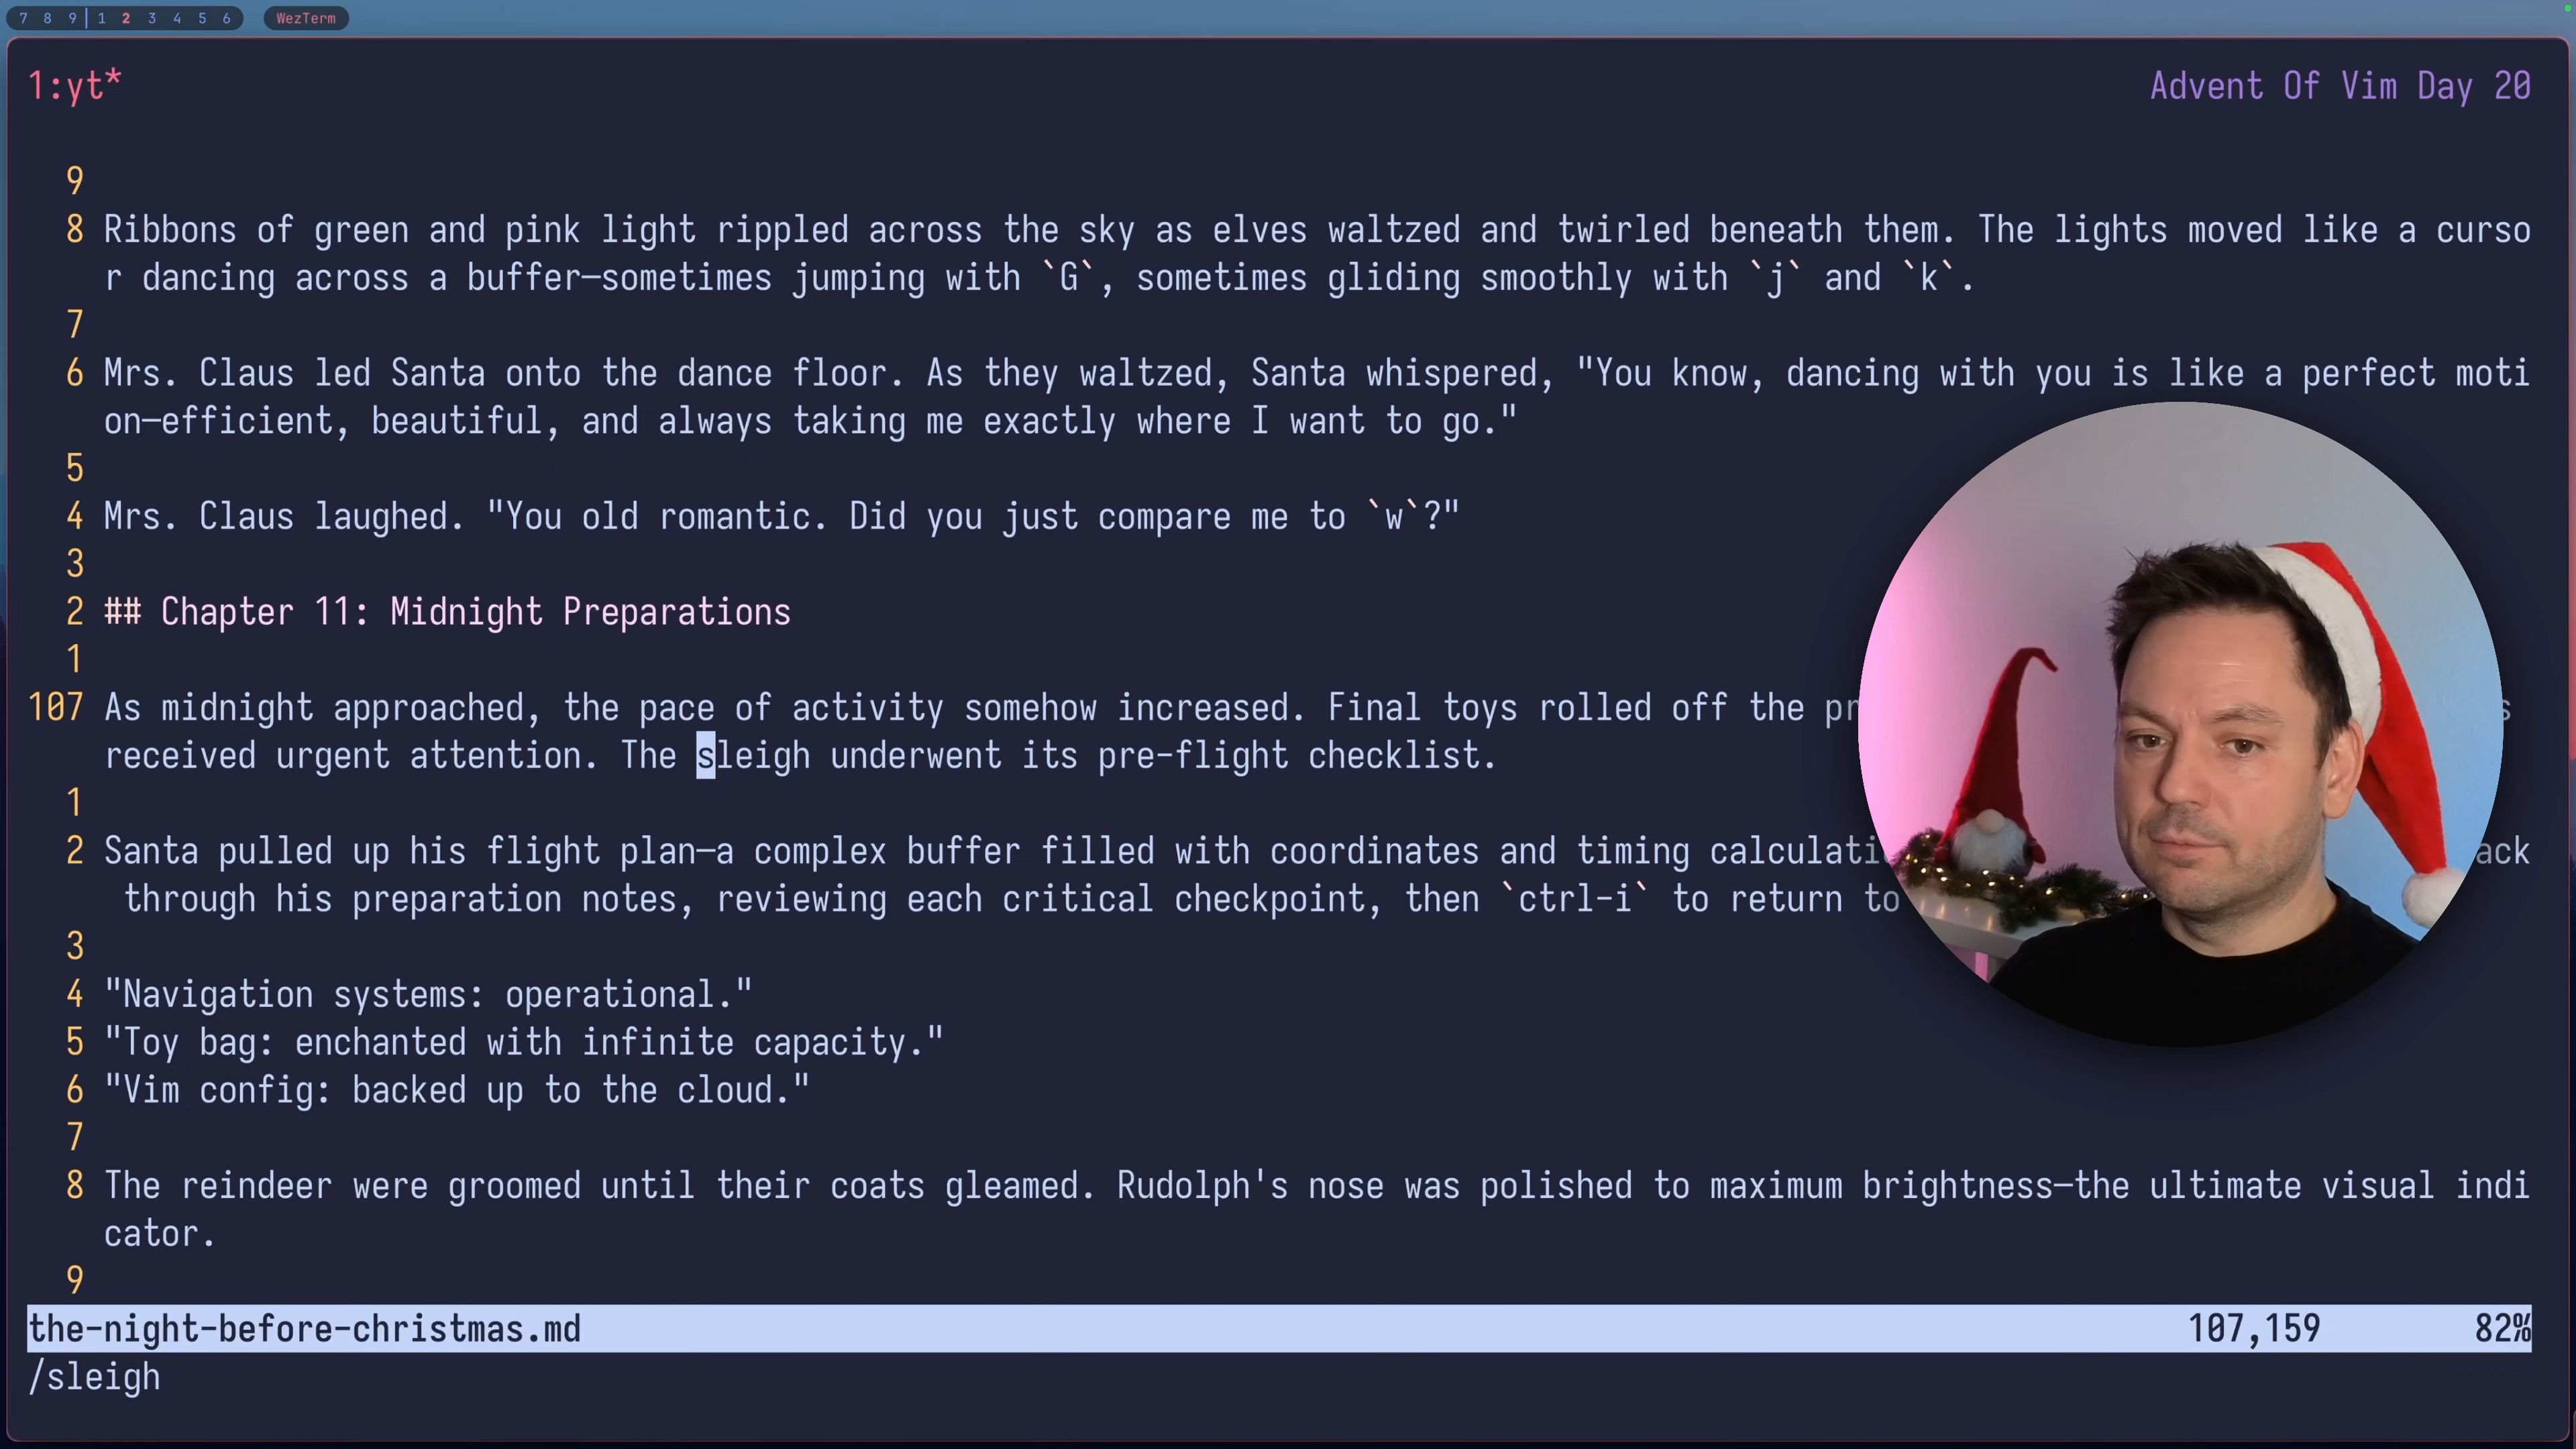 7 8 9 | 1 2 3 4 5 6 WezTerm
1:yt* Advent Of Vim Day 20
9
8 Ribbons of green and pink light rippled across the sky as elves waltzed and twirled beneath them. The lights moved like a curso
r dancing across a buffer—sometimes jumping with `G`, sometimes gliding smoothly with `j` and `k`.
7
6 Mrs. Claus led Santa onto the dance floor. As they waltzed, Santa whispered, "You know, dancing with you is like a perfect moti
on—efficient, beautiful, and always taking me exactly where I want to go."
5
4 Mrs. Claus laughed. "You old romantic. Did you just compare me to `w`?"
3
2 ## Chapter 11: Midnight Preparations
1
107 As midnight approached, the pace of activity somehow increased. Final toys rolled off the pr s
received urgent attention. The sleigh underwent its pre-flight checklist.
1
2 Santa pulled up his flight plan—a complex buffer filled with coordinates and timing calculati ack
through his preparation notes, reviewing each critical checkpoint, then `ctrl-i` to return to
3
4 "Navigation systems: operational."
5 "Toy bag: enchanted with infinite capacity."
6 "Vim config: backed up to the cloud."
7
8 The reindeer were groomed until their coats gleamed. Rudolph's nose was polished to maximum brightness—the ultimate visual indi
cator.
9
the-night-before-christmas.md 107,159 82%
/sleigh